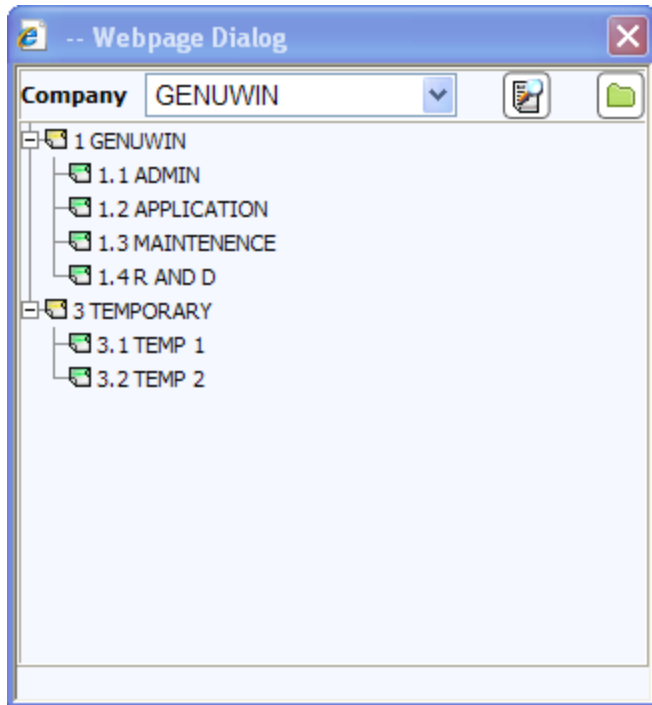 -- Webpage Dialog
Company GENUWIN
1 GENUWIN
1.1 ADMIN
1.2 APPLICATION
1.3 MAINTENENCE
1.4 R AND D
3 TEMPORARY
3.1 TEMP 1
3.2 TEMP 2